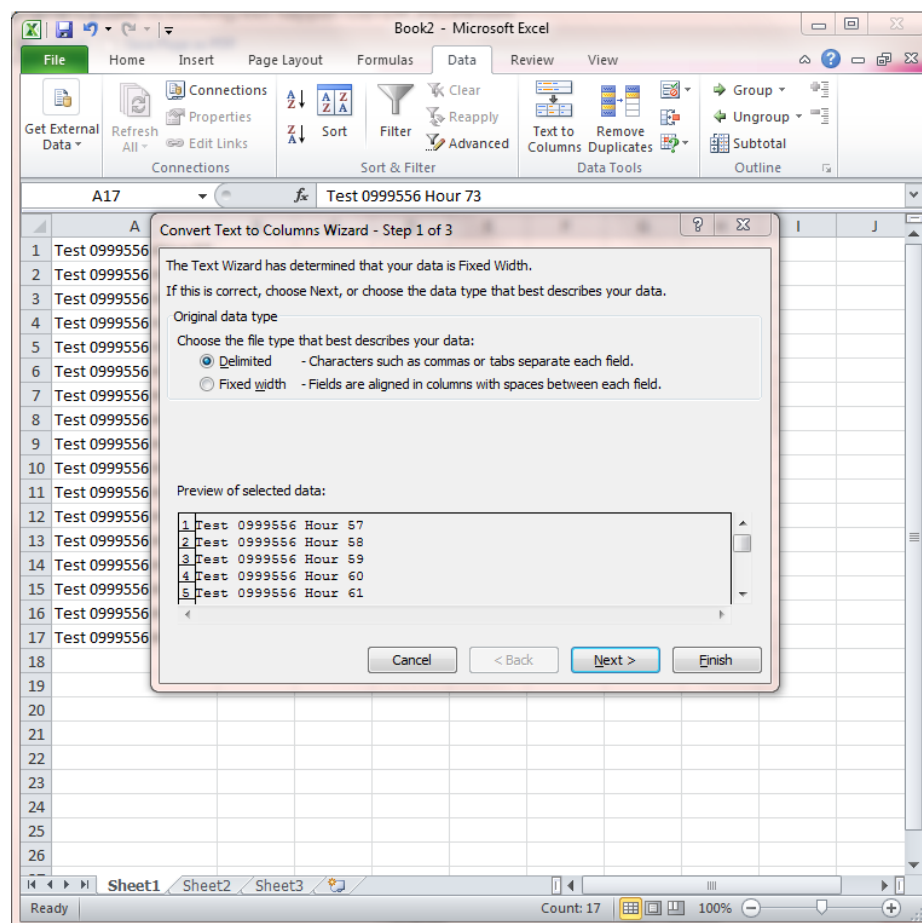 Book2 - Microsoft Excel
File Home Insert Page Layout Formulas Data Review View
Get External Data
Refresh All
Connections
Properties
Edit Links
Connections
Sort
Filter
Clear
Reapply
Advanced
Sort & Filter
Text to Columns
Remove Duplicates
Data Tools
Group
Ungroup
Subtotal
Outline
A17 fx Test 0999556 Hour 73
A I J
Convert Text to Columns Wizard - Step 1 of 3
The Text Wizard has determined that your data is Fixed Width.
If this is correct, choose Next, or choose the data type that best describes your data.
Original data type
Choose the file type that best describes your data:
Delimited - Characters such as commas or tabs separate each field.
Fixed width - Fields are aligned in columns with spaces between each field.
Preview of selected data:
1 Test 0999556 Hour 57
2 Test 0999556 Hour 58
3 Test 0999556 Hour 59
4 Test 0999556 Hour 60
5 Test 0999556 Hour 61
Cancel < Back Next > Finish
1 Test 0999556
2 Test 0999556
3 Test 0999556
4 Test 0999556
5 Test 0999556
6 Test 0999556
7 Test 0999556
8 Test 0999556
9 Test 0999556
10 Test 0999556
11 Test 0999556
12 Test 0999556
13 Test 0999556
14 Test 0999556
15 Test 0999556
16 Test 0999556
17 Test 0999556
18
19
20
21
22
23
24
25
26
Sheet1 Sheet2 Sheet3
Ready Count: 17 100%